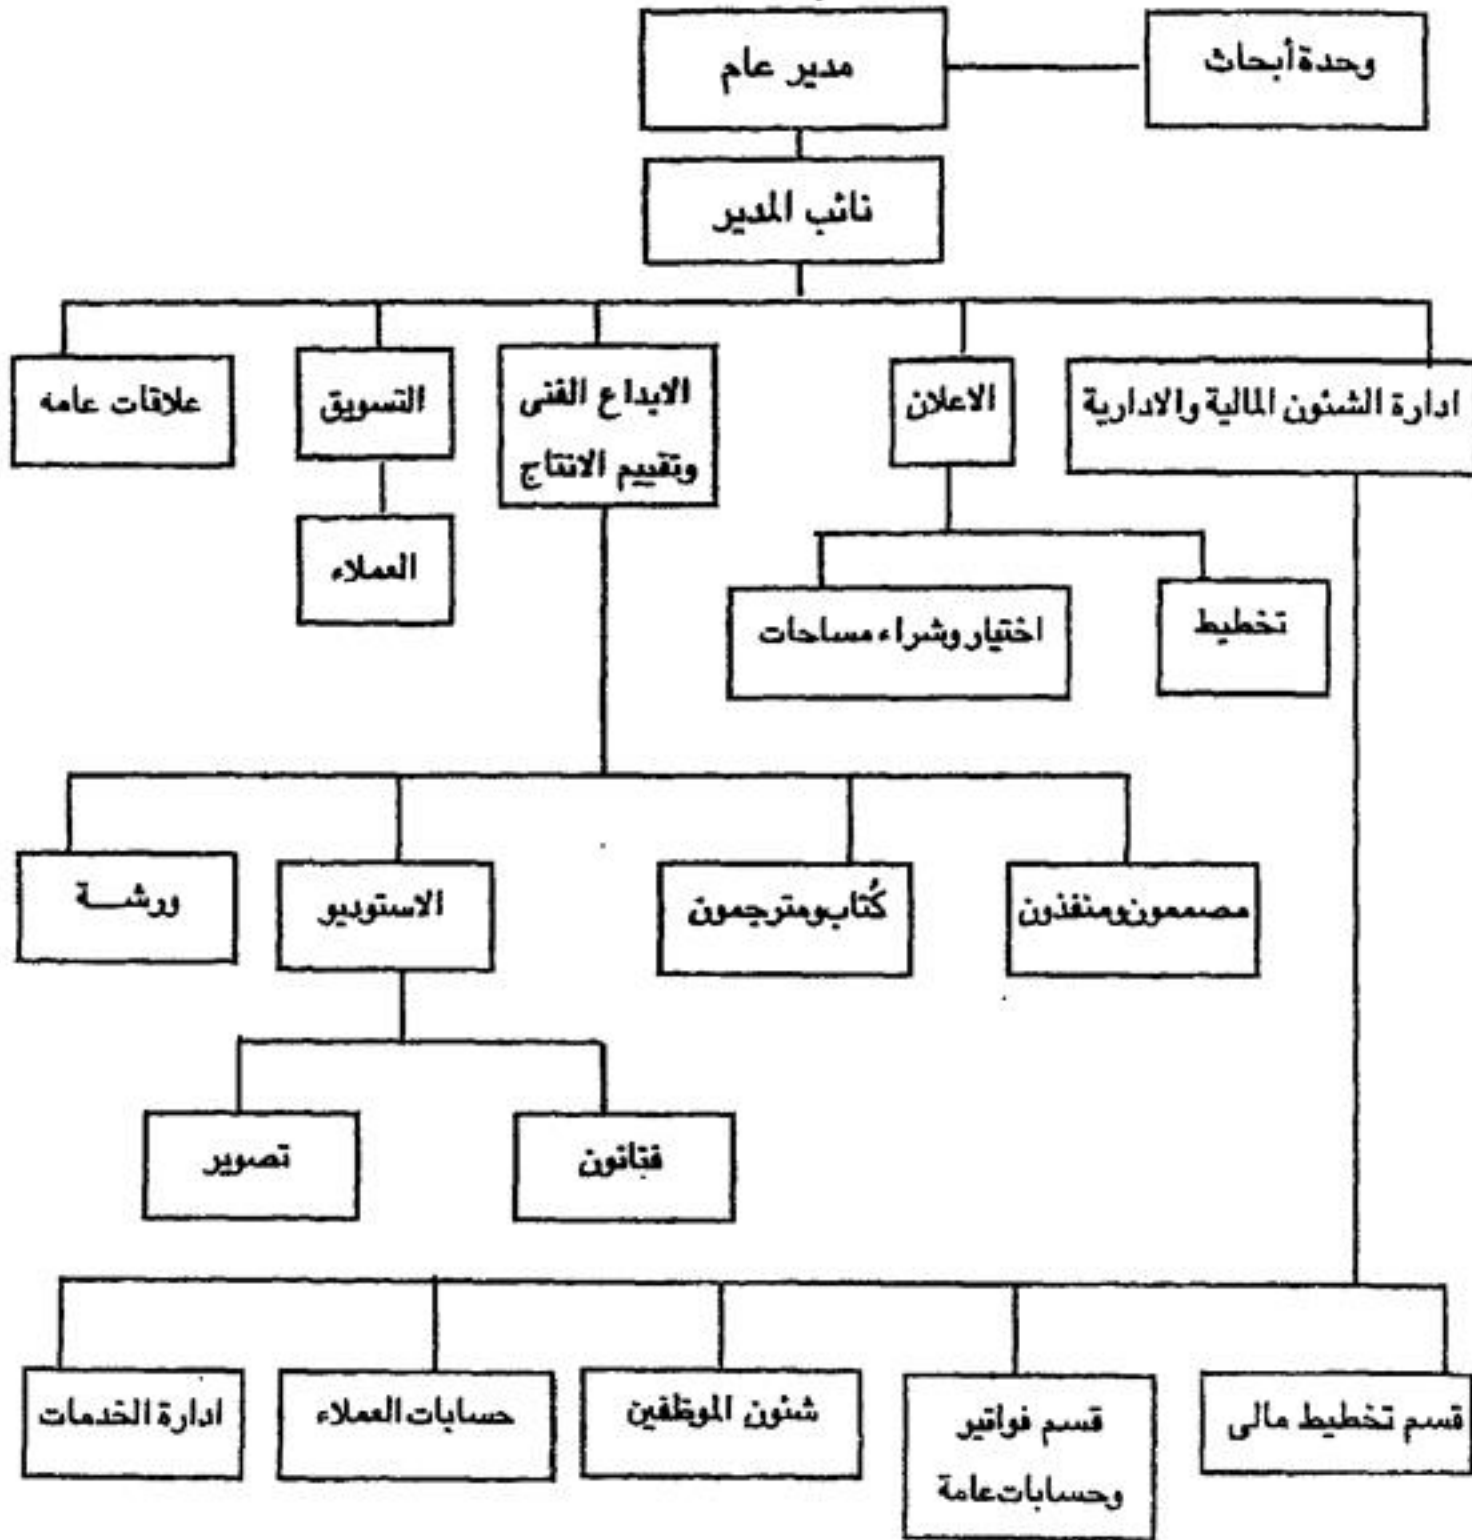 مدير عام
وحدة أبحاث
نائب المدير
ادارة الشئون المالية والادارية
الاعلان
الابداع الفنى
وتقييم الانتاج
التسويق
علاقات عامه
العملاء
تخطيط
اختيار وشراء مساحات
مصممون ومنفذون
كُتاب ومترجمون
الاستوديو
ورشـــة
فنانون
تصوير
قسم تخطيط مالى
قسم فواتير
وحسابات عامة
شئون الموظفين
حسابات العملاء
ادارة الخدمات